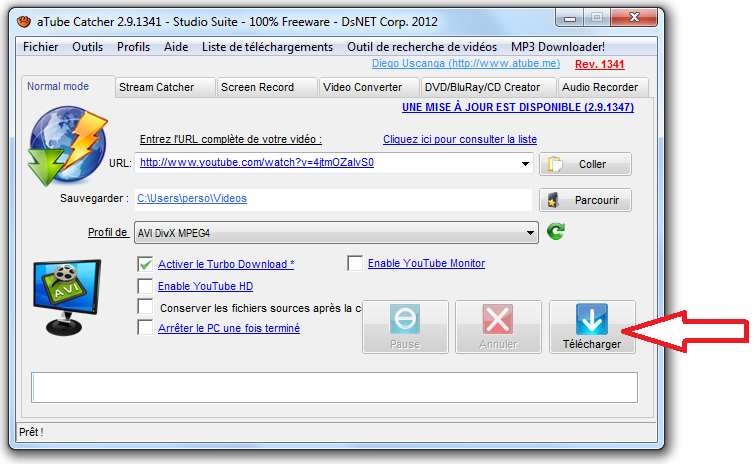 aTube Catcher 2.9.1341 - Studio Suite - 100% Freeware - DsNET Corp. 2012
Fichier Outils Profils Aide Liste de téléchargements Outil de recherche de vidéos MP3 Downloader!
Diego Uscanga (http://www.atube.me) Rev. 1341
Normal mode Stream Catcher Screen Record Video Converter DVD/BluRay/CD Creator Audio Recorder
UNE MISE À JOUR EST DISPONIBLE (2.9.1347)
Entrez l'URL complète de votre vidéo : Cliquez ici pour consulter la liste
URL: http://www.youtube.com/watch?v=4jtmOZalvS0 Coller
Sauvegarder : C:\Users\perso\Videos Parcourir
Profil de AVI DivX MPEG4
Activer le Turbo Download * Enable YouTube Monitor
Enable YouTube HD
Conserver les fichiers sources après la c
Arrêter le PC une fois terminé
AVI
Pause Annuler Télécharger
Prêt !